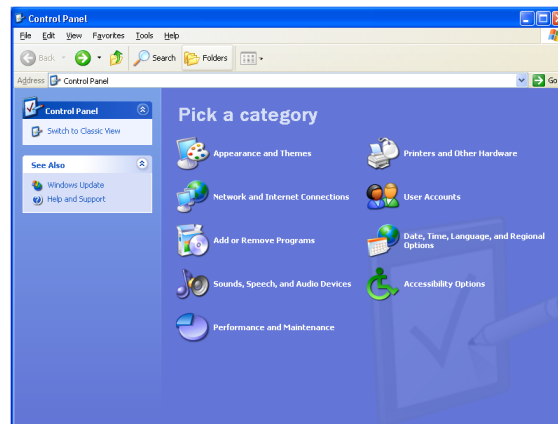 Control Panel
File Edit View Favorites Tools Help
Back Search Folders
Address Control Panel Go
Control Panel
Switch to Classic View
See Also
Windows Update
Help and Support
Pick a category
Appearance and Themes
Printers and Other Hardware
Network and Internet Connections
User Accounts
Add or Remove Programs
Date, Time, Language, and Regional
Options
Sounds, Speech, and Audio Devices
Accessibility Options
Performance and Maintenance